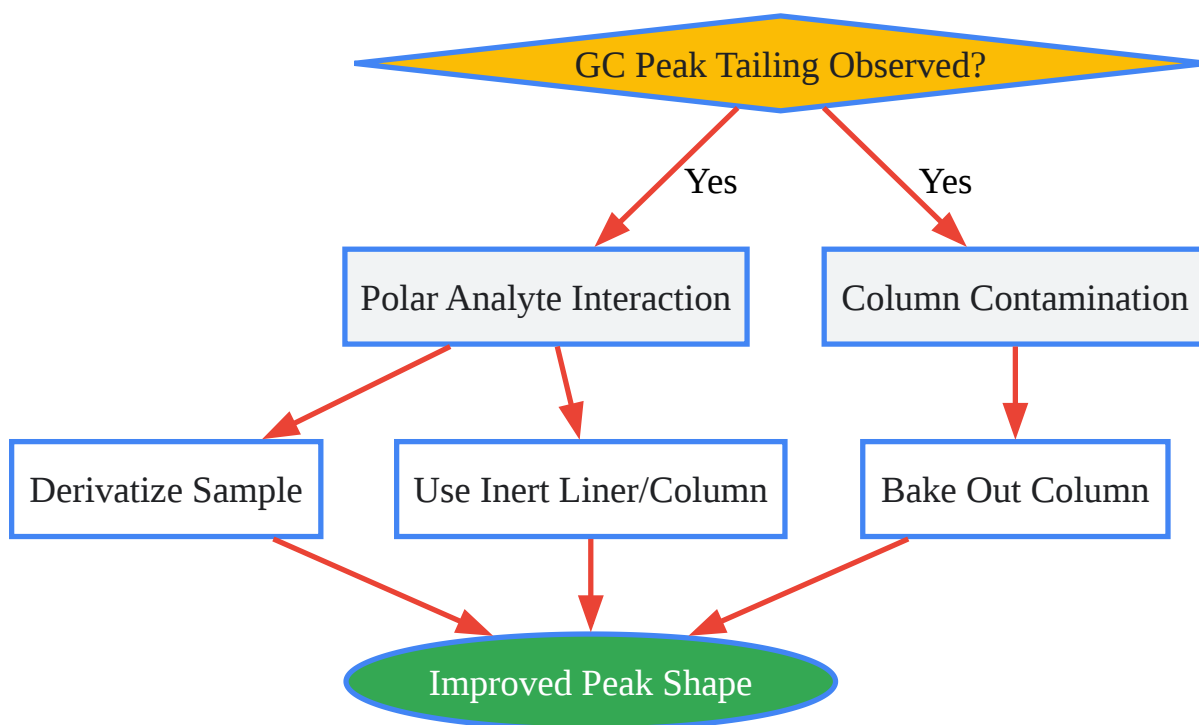 GC Peak Tailing Observed?
Yes
Yes
Polar Analyte Interaction
Column Contamination
Derivatize Sample
Use Inert Liner/Column
Bake Out Column
Improved Peak Shape